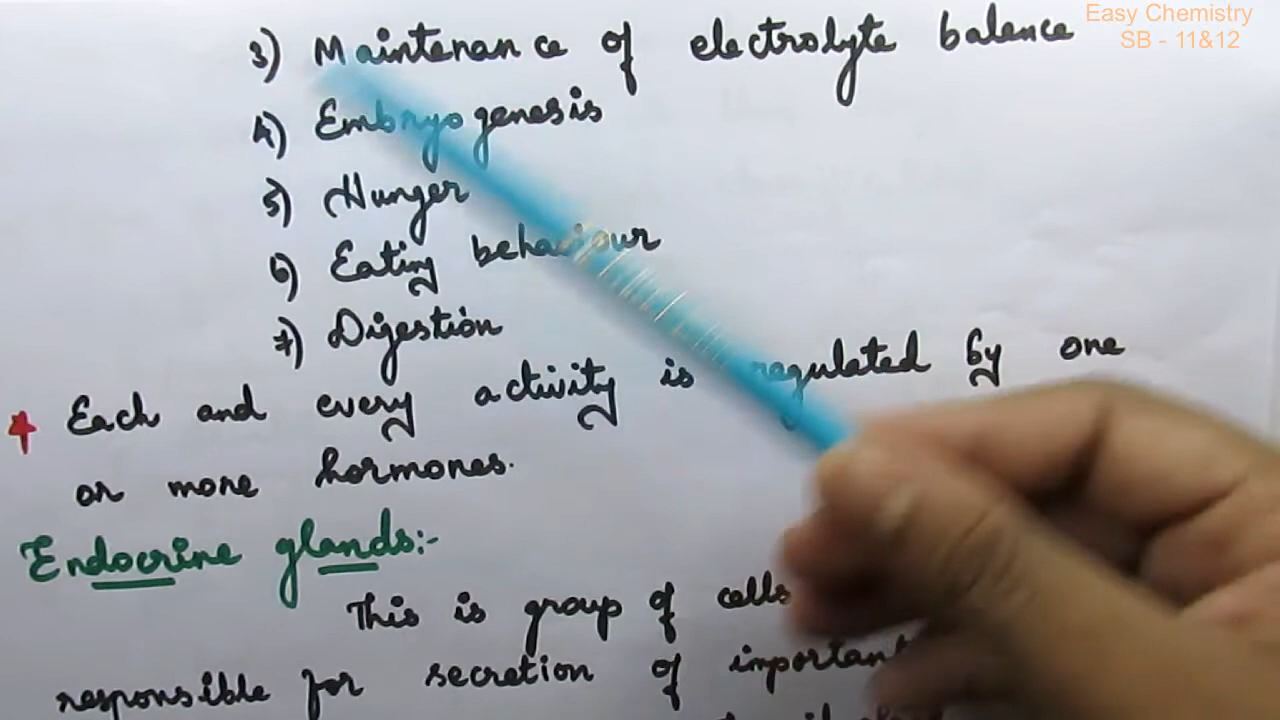 Easy Chemistry
SB - 11&12
3) Maintenance of electrolyte balence
4) Embryogenesis
5) Hunger
6) Eating behaviour
7) Digestion
Each and every activity is regulated by one
or more hormones.
Endocrine glands:-
This is group of cells
responsible for secretion of important